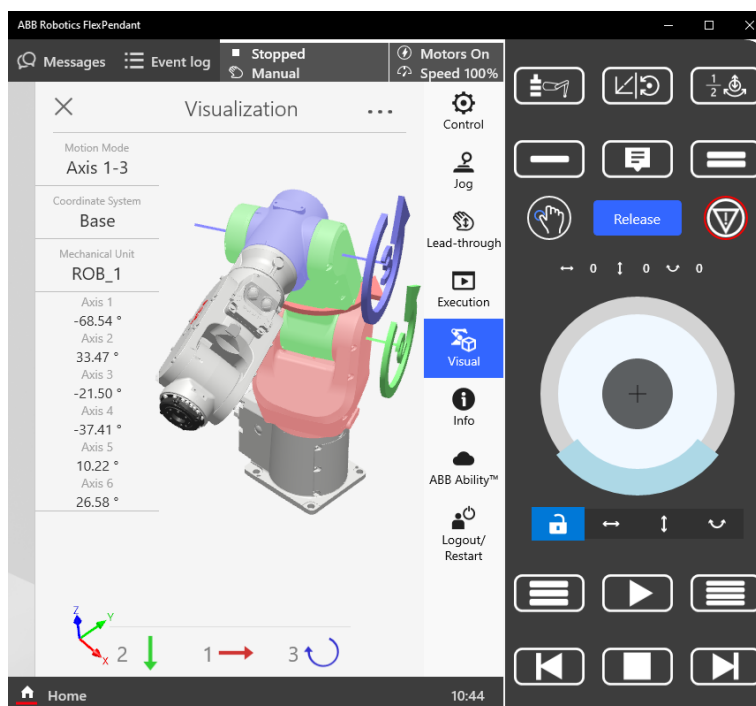 ABB Robotics FlexPendant
Messages
Event log
Stopped
Manual
Motors On
Speed 100%
Visualization
...
Motion Mode
Axis 1-3
Coordinate System
Base
Mechanical Unit
ROB_1
Axis 1
-68.54 °
Axis 2
33.47 °
Axis 3
-21.50 °
Axis 4
-37.41 °
Axis 5
10.22 °
Axis 6
26.58 °
Z
Y
X
2
1
3
Control
Jog
Lead-through
Execution
Visual
Info
ABB Ability™
Logout/
Restart
Home
10:44
1/2
Release
0 0 0